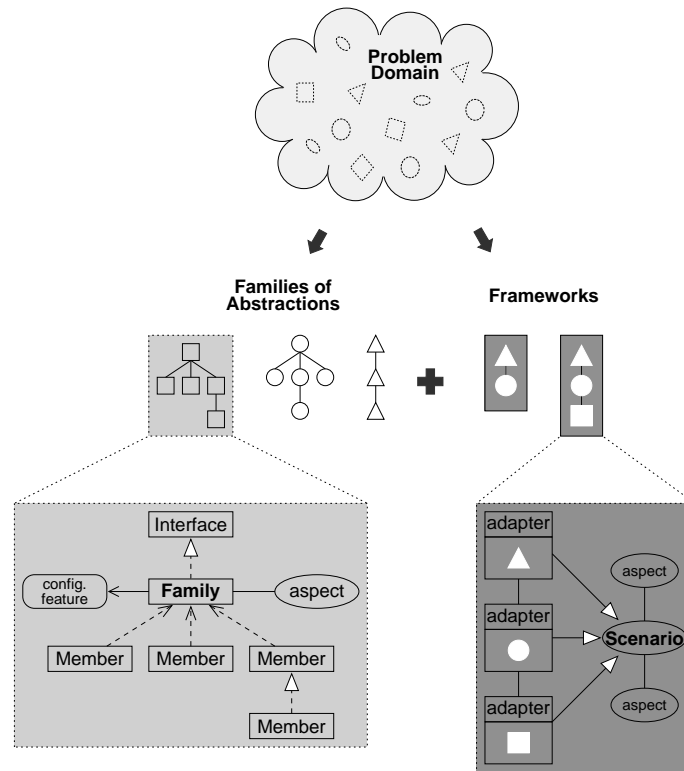 Problem
Domain
Families of
Abstractions
Frameworks
Interface
config.
feature
Family
aspect
Member
Member
Member
Member
adapter
adapter
adapter
aspect
Scenario
aspect